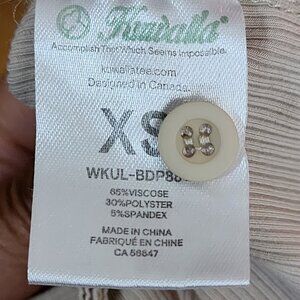 Kuwalla®
Accomplish That Which Seems Impossible.
kuwallatee.com
Designed in Canada.
XS
65%VISCOSE
30%POLYESTER
5%SPANDEX
MADE IN CHINA
FABRIQUÉ EN CHINE
CA 56847